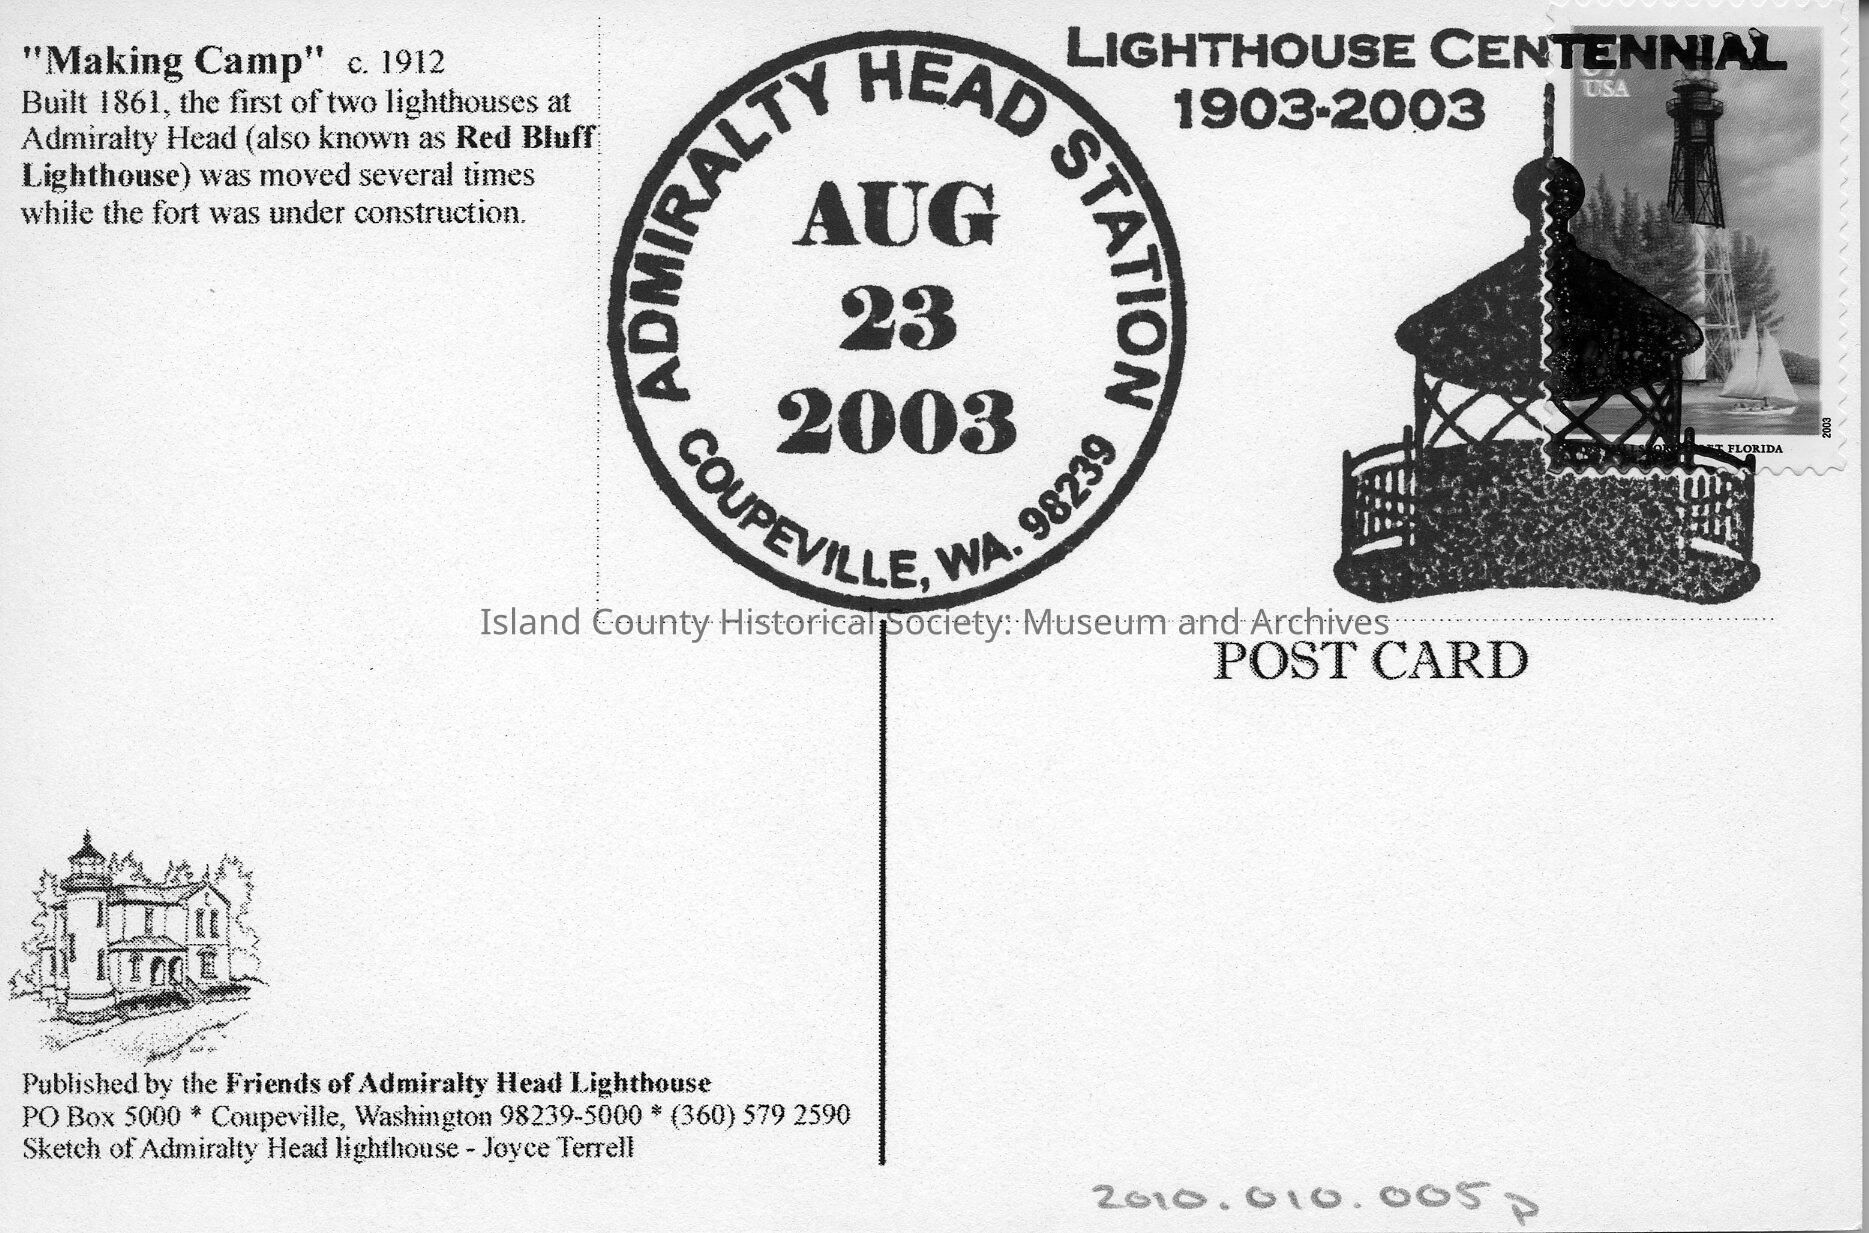 "Making Camp" c. 1912
Built 1861, the first of two lighthouses at
Admiralty Head (also known as Red Bluff
Lighthouse) was moved several times
while the fort was under construction.
ADMIRALTY HEAD STATION
AUG
23
2003
COUPEVILLE, WA. 98239
LIGHTHOUSE CENTENNIAL
1903-2003
USA
2003
FLORIDA
Island County Historical Society: Museum and Archives
POST CARD
Published by the Friends of Admiralty Head Lighthouse
PO Box 5000 * Coupeville, Washington 98239-5000 * (360) 579 2590
Sketch of Admiralty Head lighthouse - Joyce Terrell
2010.010.005p